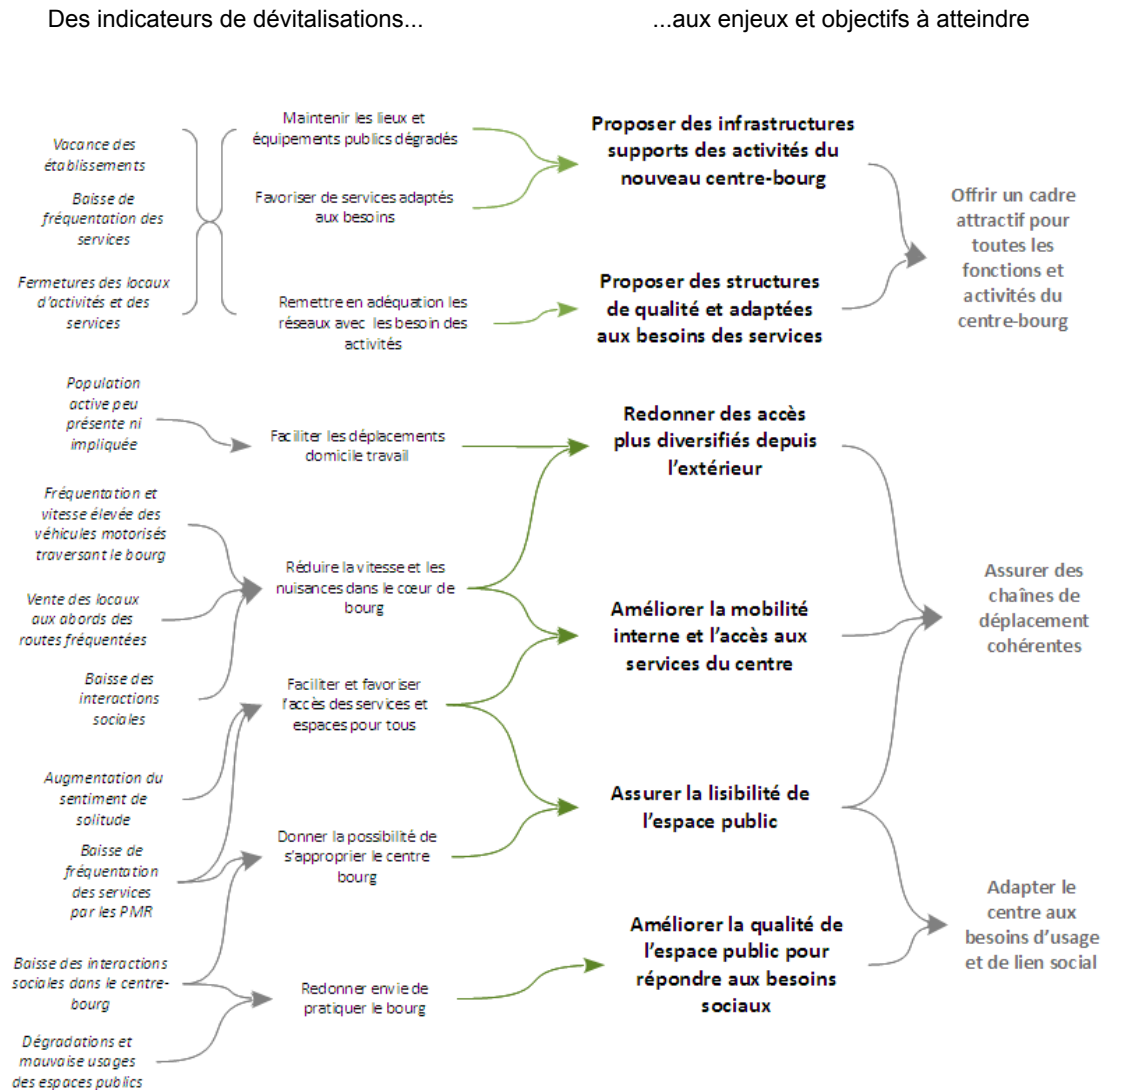 Des indicateurs de dévitalisations...
...aux enjeux et objectifs à atteindre
Vacance des
établissements
Baisse de
fréquentation des
services
Fermetures des locaux
d'activités et des
services
Population
active peu
présente ni
impliquée
Fréquentation et
vitesse élevée des
véhicules motorisés
traversant le bourg
Vente des locaux
aux abords des
routes fréquentées
Baisse des
interactions
sociales
Augmentation du
sentiment de
solitude
Baisse de
fréquentation
des services
par les PMR
Baisse des interactions
sociales dans le centre-
bourg
Dégradations et
mauvaise usages
des espaces publics
Maintenir les lieux et
équipements publics dégradés
Favoriser de services adaptés
aux besoins
Remettre en adéquation les
réseaux avec les besoin des
activités
Faciliter les déplacements
domicile travail
Réduire la vitesse et les
nuisances dans le cœur de
bourg
Faciliter et favoriser
l'accès des services et
espaces pour tous
Donner la possibilité de
s'approprier le centre
bourg
Redonner envie de
pratiquer le bourg
Proposer des infrastructures
supports des activités du
nouveau centre-bourg
Proposer des structures
de qualité et adaptées
aux besoins des services
Redonner des accès
plus diversifiés depuis
l'extérieur
Améliorer la mobilité
interne et l'accès aux
services du centre
Assurer la lisibilité de
l'espace public
Améliorer la qualité de
l'espace public pour
répondre aux besoins
sociaux
Offrir un cadre
attractif pour
toutes les
fonctions et
activités du
centre-bourg
Assurer des
chaînes de
déplacement
cohérentes
Adapter le
centre aux
besoins d'usage
et de lien social